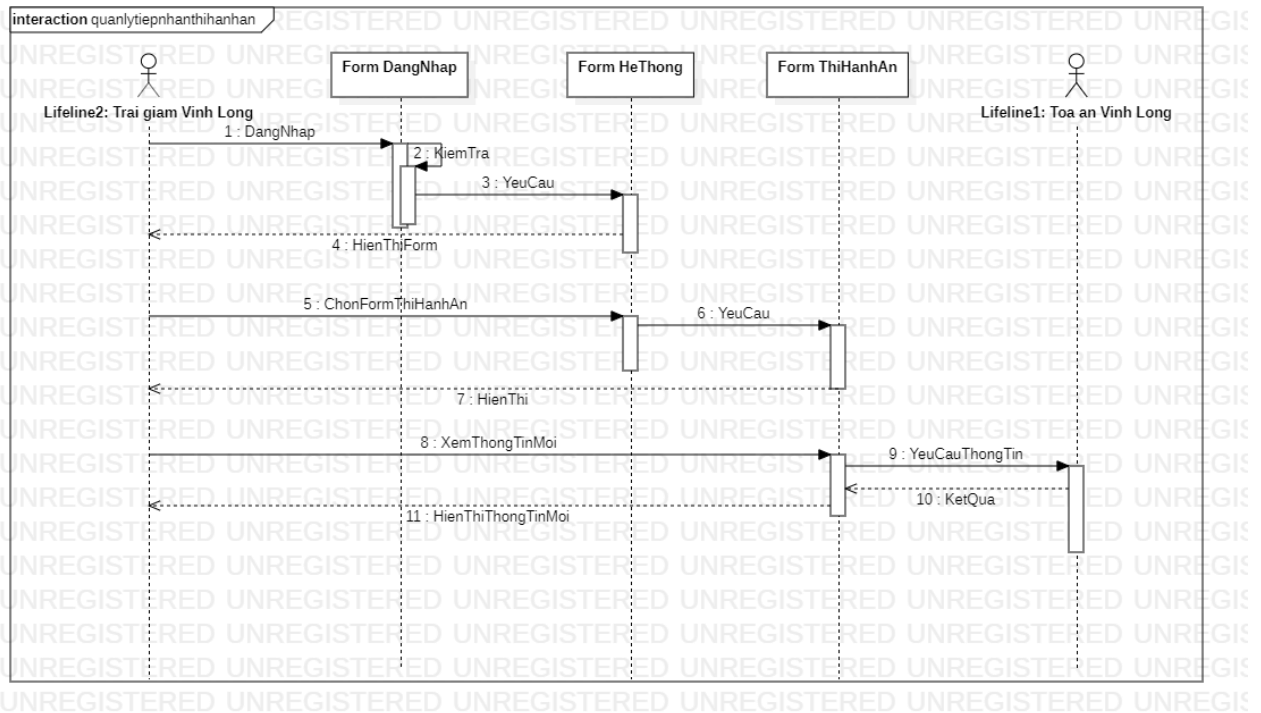 interaction quanlytiepnhanthihanhan
Lifeline2: Trai giam Vinh Long
Form DangNhap
Form HeThong
Form ThiHanhAn
Lifeline1: Toa an Vinh Long
1 : DangNhap
2 : KiemTra
3 : YeuCau
4 : HienThiForm
5 : ChonFormThiHanhAn
6 : YeuCau
7 : HienThi
8 : XemThongTinMoi
9 : YeuCauThongTin
10 : KetQua
11 : HienThiThongTinMoi
UNREGISTERED